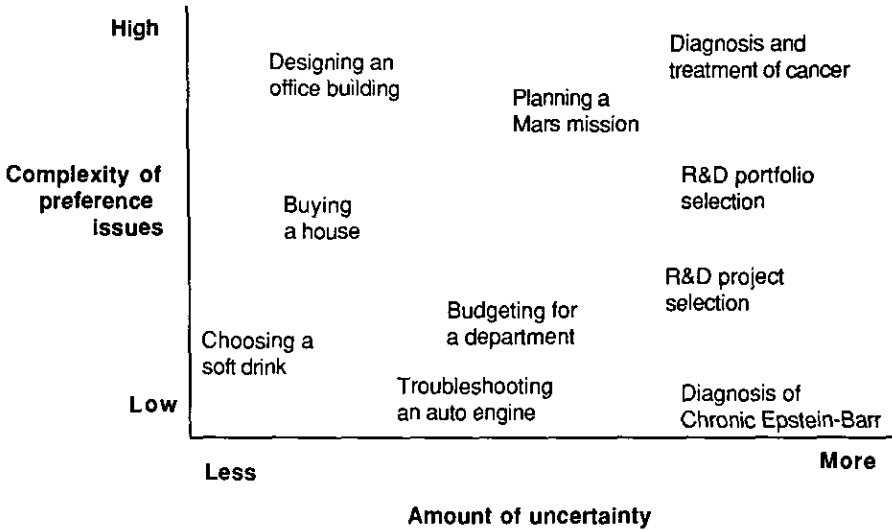 High
Designing an
office building
Diagnosis and
treatment of cancer
Planning a
Mars mission
Complexity of
preference
issues
Buying
a house
R&D portfolio
selection
R&D project
selection
Budgeting for
a department
Choosing a
soft drink
Troubleshooting
an auto engine
Diagnosis of
Chronic Epstein-Barr
Low
Less
More
Amount of uncertainty